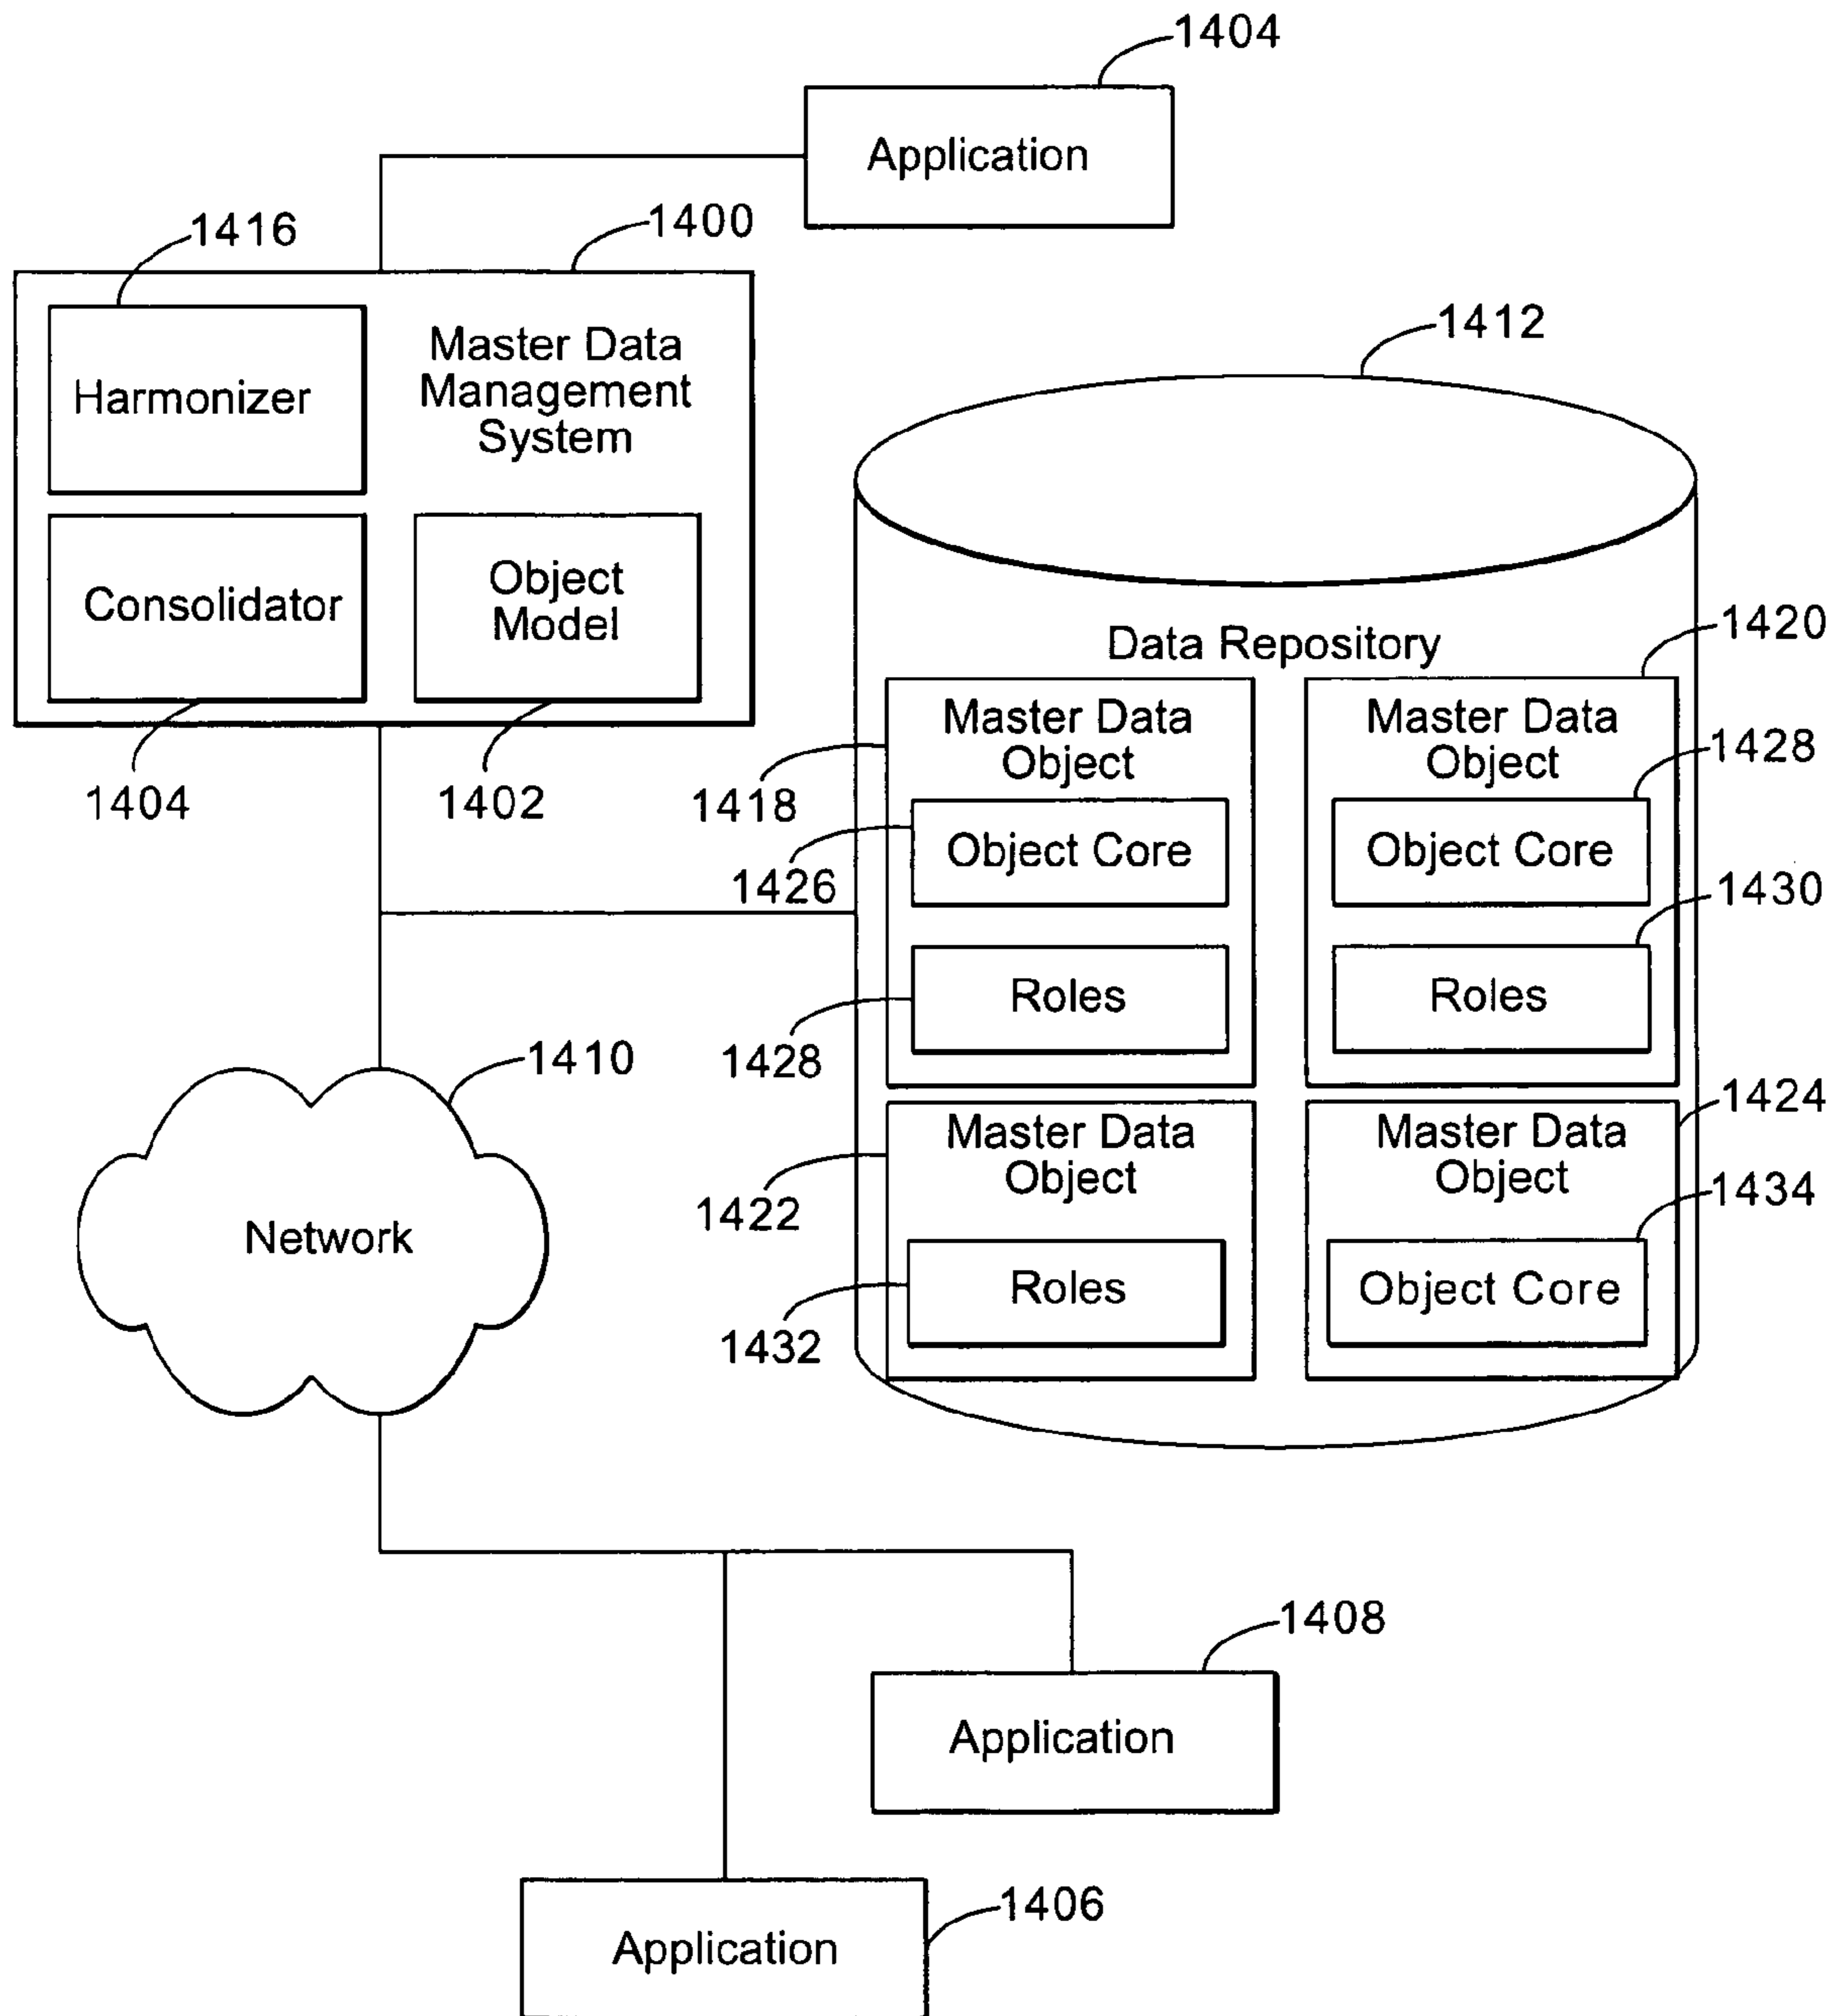 1404
Application
1416
1400
Harmonizer
Master Data
Management
System
Consolidator
Object
Model
1404
1402
1412
Data Repository
1420
Master Data
Object
1418
Object Core
1426
Roles
1428
Master Data
Object
1428
Object Core
1430
Roles
1424
Master Data
Object
1422
Roles
1432
Master Data
Object
1434
Object Core
1410
Network
1408
Application
1406
Application